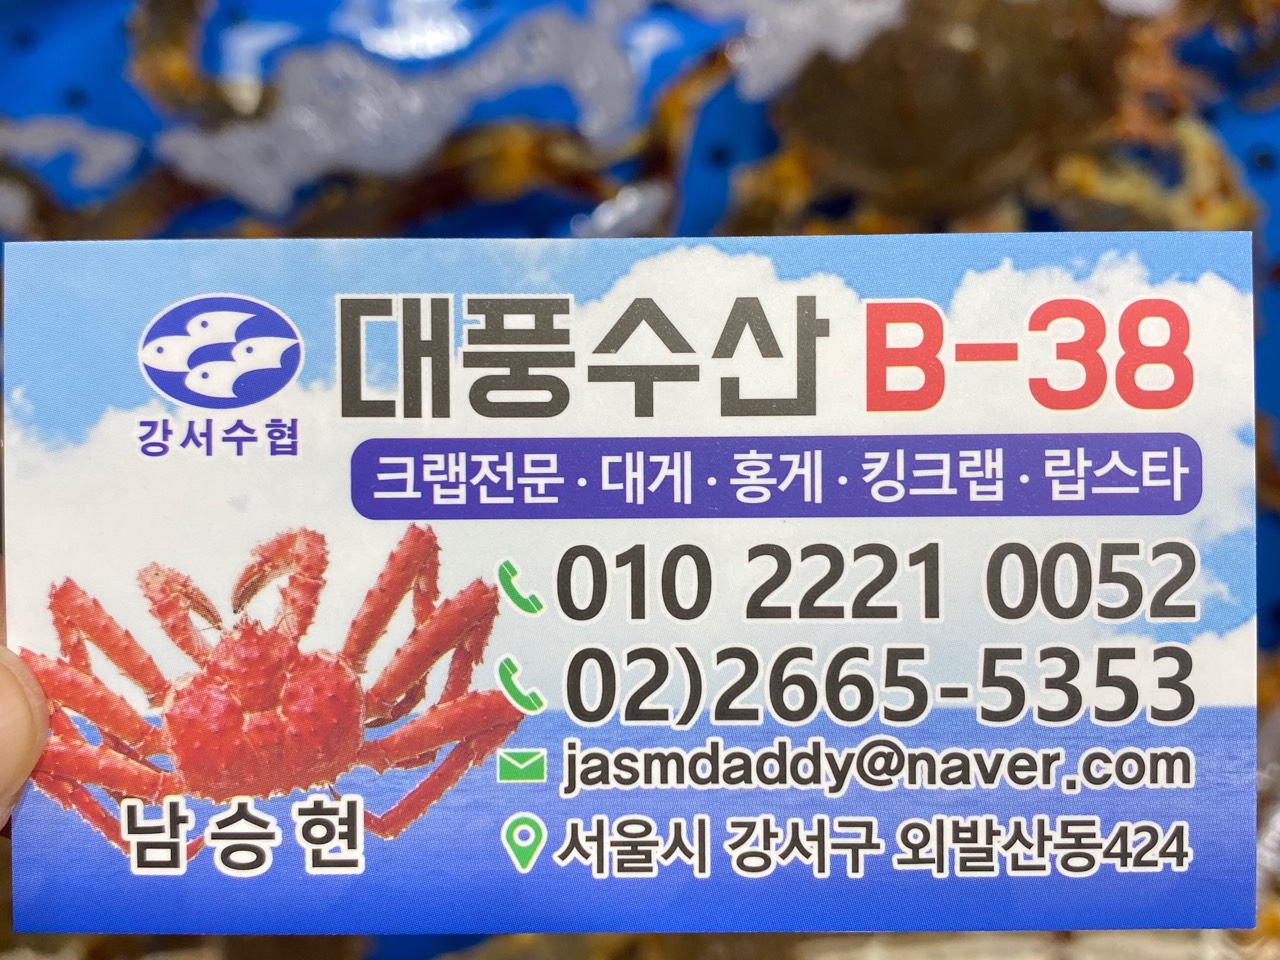 강서수협
대풍수산 B-38
크랩전문·대게·홍게·킹크랩·랍스타
010 2221 0052
02)2665-5353
jasmdaddy@naver.com
서울시 강서구 외발산동424
남승현